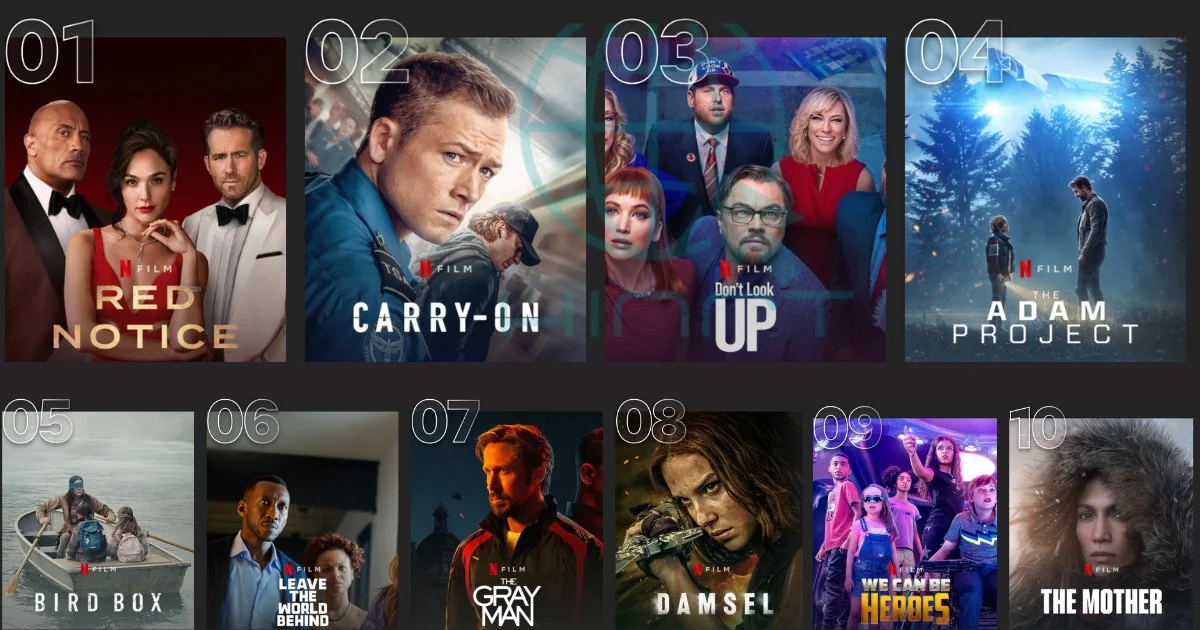 01
02
03
04
N FILM
RED
NOTICE
N FILM
CARRY-ON
N FILM
Don't Look
UP
N FILM
THE
ADAM
PROJECT
05
06
07
08
09
10
N FILM
BIRD BOX
N FILM
LEAVE
THE
WORLD
BEHIND
N FILM
THE
GRAY
MAN
N FILM
DAMSEL
N FILM
WE CAN BE
HEROES
N FILM
THE MOTHER